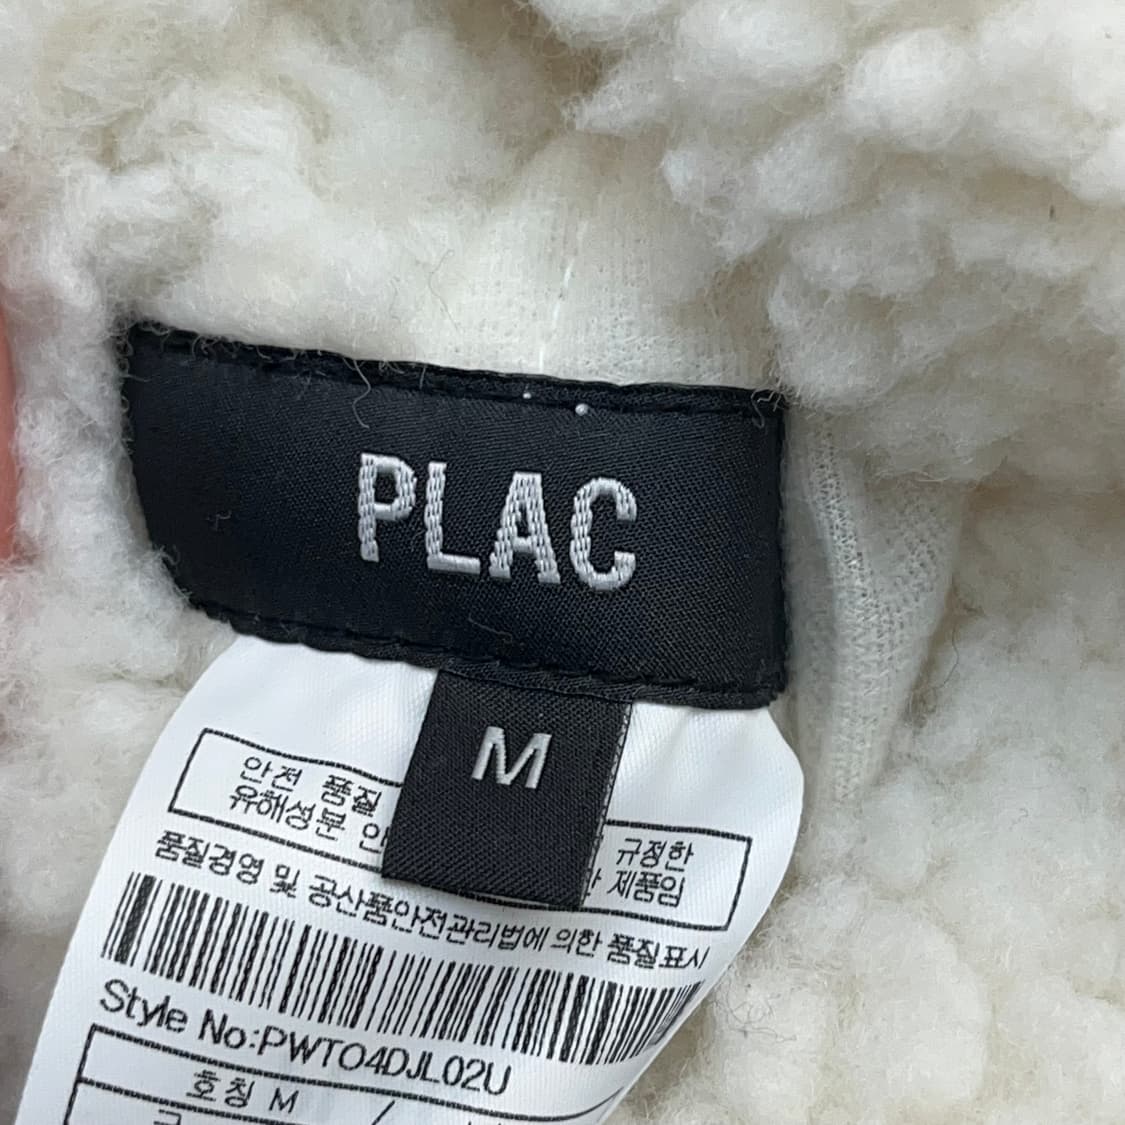 PLAC
M
안전 품질
규정한
유해성분
제품임
품질경영 및 공산품안전관리법에 의한 품질표시
Style No:PWTO4DJL02U
호칭 M /